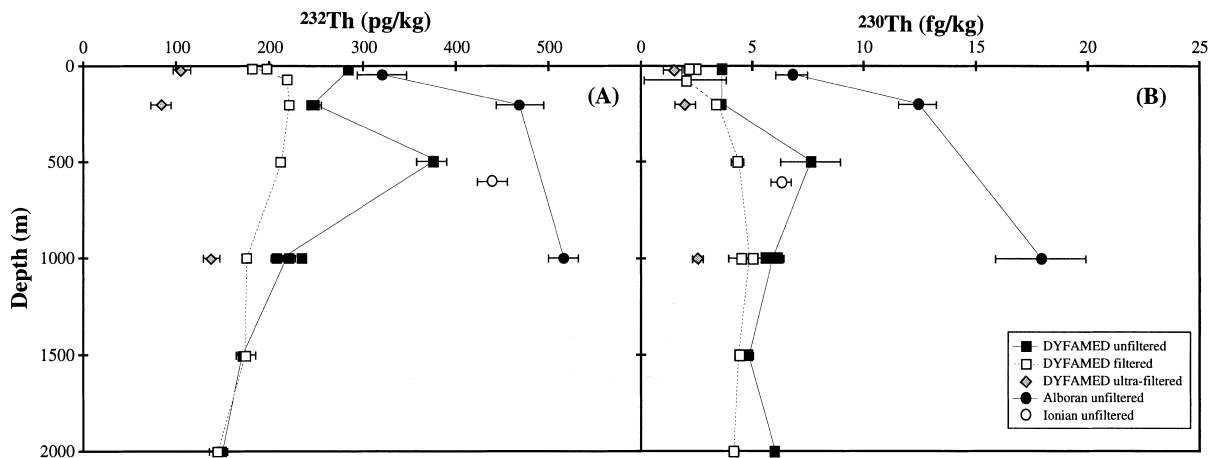 ²³²Th (pg/kg)
²³⁰Th (fg/kg)
0 100 200 300 400 500
0 5 10 15 20 25
0
500
1000
1500
2000
Depth (m)
(A)
(B)
DYFAMED unfiltered
DYFAMED filtered
DYFAMED ultra-filtered
Alboran unfiltered
Ionian unfiltered